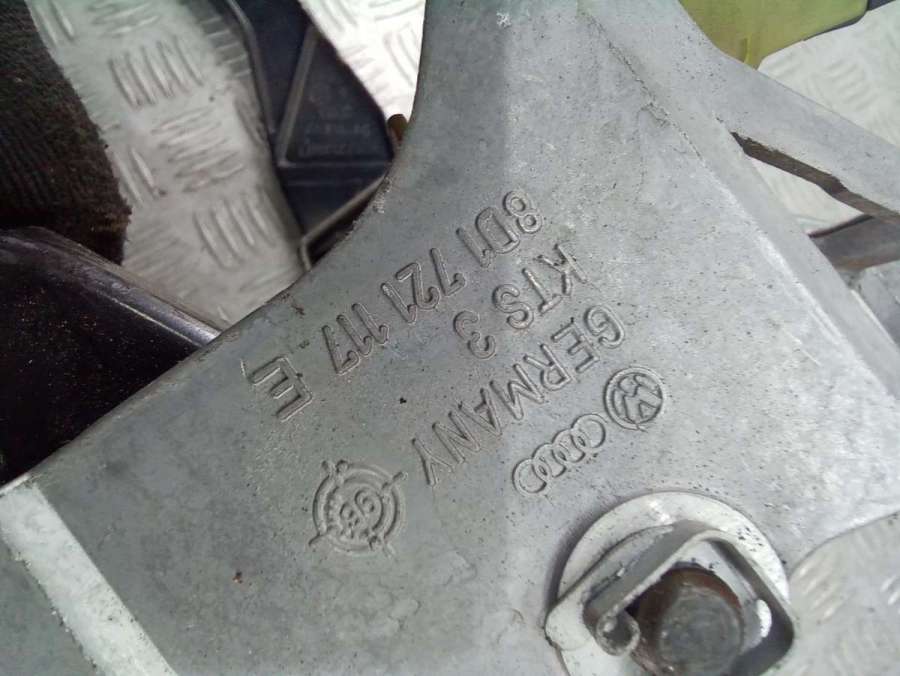 8D1 721 117 E
KTS 3
GERMANY